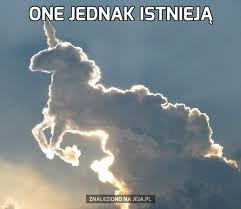 ONE JEDNAK ISTNIEJĄ
ZNALEZIONO NA JEJA.PL